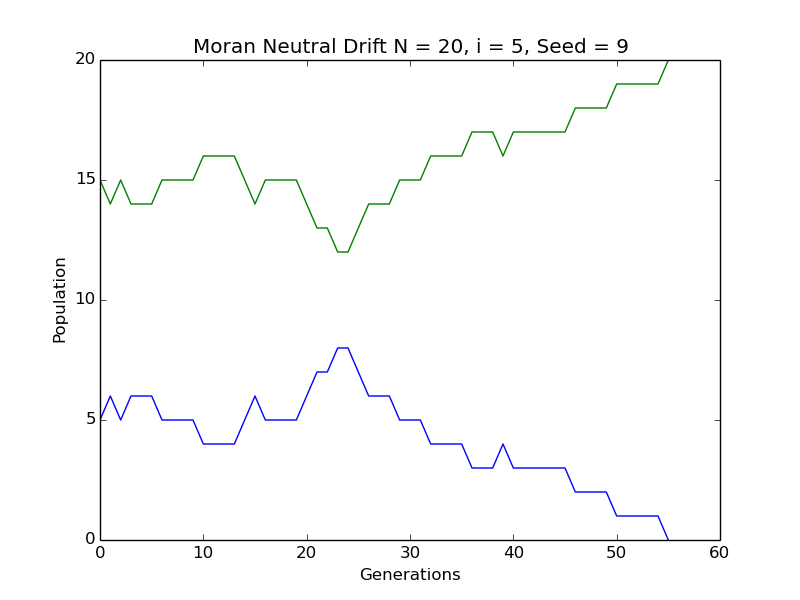 Moran Neutral Drift N = 20, i = 5, Seed = 9
20
15
10
5
0
Population
0 10 20 30 40 50 60
Generations